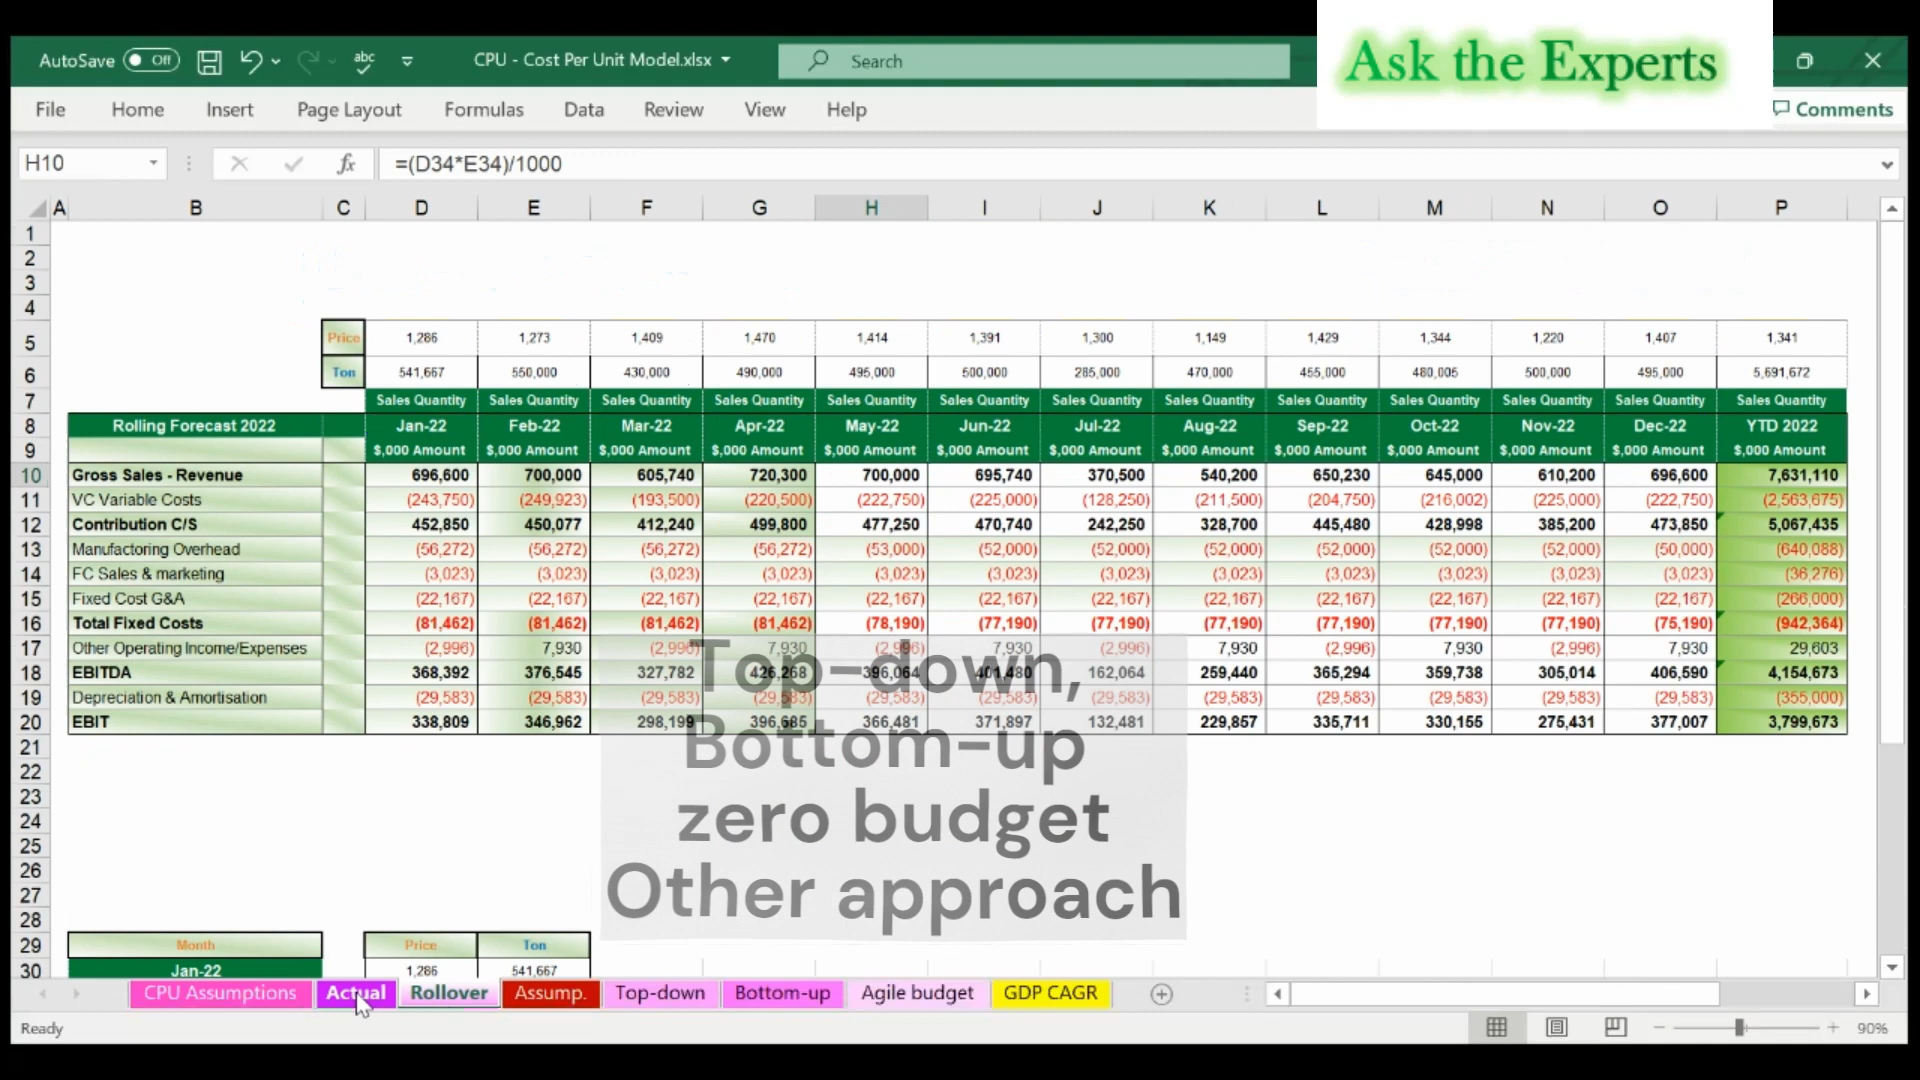 Ask the Experts
AutoSave Off abc CPU - Cost Per Unit Model.xlsx Search
File Home Insert Page Layout Formulas Data Review View Help Comments
H10 fx =(D34*E34)/1000
A B C D E F G H I J K L M N O P
1
2
3
4
5 Price 1,286 1,273 1,409 1,470 1,414 1,391 1,300 1,149 1,429 1,344 1,220 1,407 1,341
6 Ton 541,667 550,000 430,000 490,000 495,000 500,000 285,000 470,000 455,000 480,005 500,000 495,000 5,691,672
7 Sales Quantity Sales Quantity Sales Quantity Sales Quantity Sales Quantity Sales Quantity Sales Quantity Sales Quantity Sales Quantity Sales Quantity Sales Quantity Sales Quantity Sales Quantity
8 Rolling Forecast 2022 Jan-22 Feb-22 Mar-22 Apr-22 May-22 Jun-22 Jul-22 Aug-22 Sep-22 Oct-22 Nov-22 Dec-22 YTD 2022
9 $,000 Amount $,000 Amount $,000 Amount $,000 Amount $,000 Amount $,000 Amount $,000 Amount $,000 Amount $,000 Amount $,000 Amount $,000 Amount $,000 Amount $,000 Amount
10 Gross Sales - Revenue 696,600 700,000 605,740 720,300 700,000 695,740 370,500 540,200 650,230 645,000 610,200 696,600 7,631,110
11 VC Variable Costs (243,750) (249,923) (193,500) (220,500) (222,750) (225,000) (128,250) (211,500) (204,750) (216,002) (225,000) (222,750) (2,563,675)
12 Contribution C/S 452,850 450,077 412,240 499,800 477,250 470,740 242,250 328,700 445,480 428,998 385,200 473,850 5,067,435
13 Manufactoring Overhead (56,272) (56,272) (56,272) (56,272) (53,000) (52,000) (52,000) (52,000) (52,000) (52,000) (52,000) (50,000) (640,088)
14 FC Sales & marketing (3,023) (3,023) (3,023) (3,023) (3,023) (3,023) (3,023) (3,023) (3,023) (3,023) (3,023) (3,023) (36,276)
15 Fixed Cost G&A (22,167) (22,167) (22,167) (22,167) (22,167) (22,167) (22,167) (22,167) (22,167) (22,167) (22,167) (22,167) (266,000)
16 Total Fixed Costs (81,462) (81,462) (81,462) (81,462) (78,190) (77,190) (77,190) (77,190) (77,190) (77,190) (77,190) (75,190) (942,364)
17 Other Operating Income/Expenses (2,996) 7,930 (2,996) 7,930 (2,996) 7,930 (2,996) 7,930 (2,996) 7,930 (2,996) 7,930 29,603
18 EBITDA 368,392 376,545 327,782 426,268 396,064 401,480 162,064 259,440 365,294 359,738 305,014 406,590 4,154,673
19 Depreciation & Amortisation (29,583) (29,583) (29,583) (29,583) (29,583) (29,583) (29,583) (29,583) (29,583) (29,583) (29,583) (29,583) (355,000)
20 EBIT 338,809 346,962 298,199 396,685 366,481 371,897 132,481 229,857 335,711 330,155 275,431 377,007 3,799,673
Top-down,
Bottom-up
zero budget
Other approach
21
22
23
24
25
26
27
28
29 Month Price Ton
30 Jan-22 1,286 541,667
CPU Assumptions Actual Rollover Assump. Top-down Bottom-up Agile budget GDP CAGR
Ready 90%